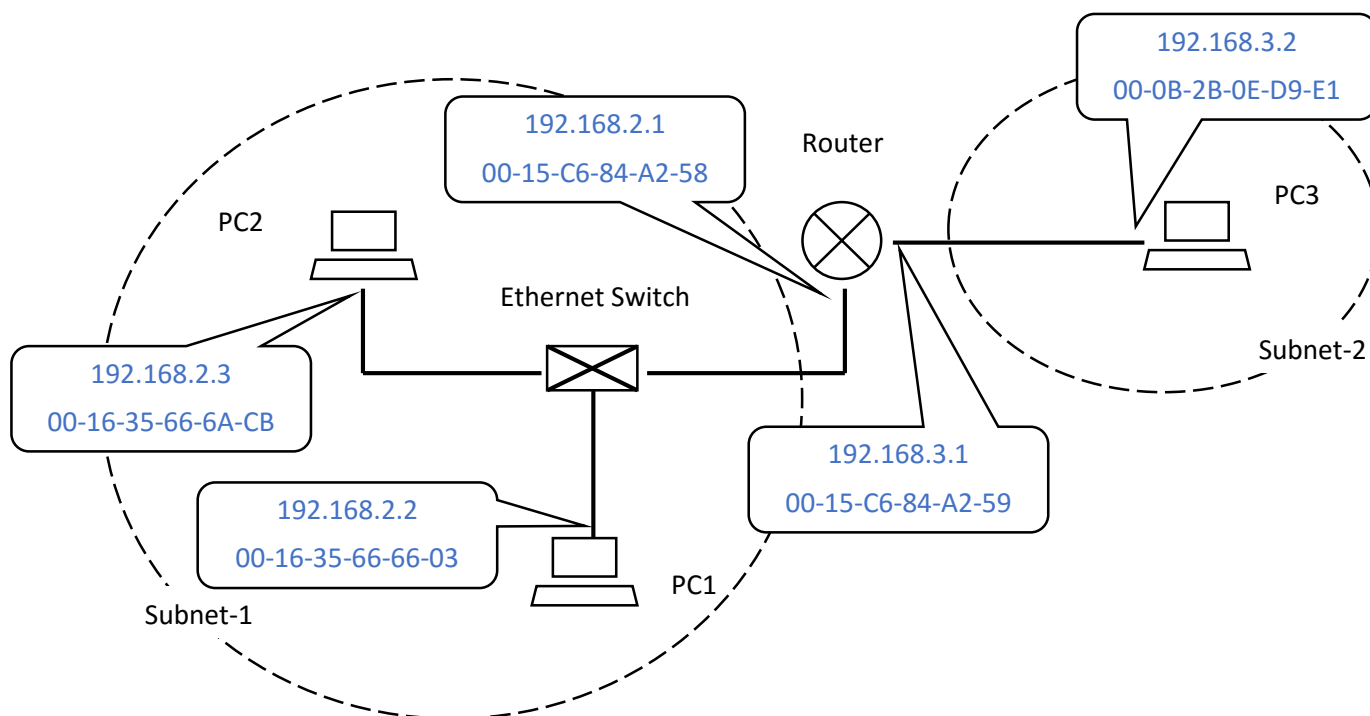 192.168.3.2
00-0B-2B-0E-D9-E1
192.168.2.1
00-15-C6-84-A2-58
Router
PC3
PC2
Ethernet Switch
Subnet-2
192.168.2.3
00-16-35-66-6A-CB
192.168.3.1
00-15-C6-84-A2-59
192.168.2.2
00-16-35-66-66-03
PC1
Subnet-1